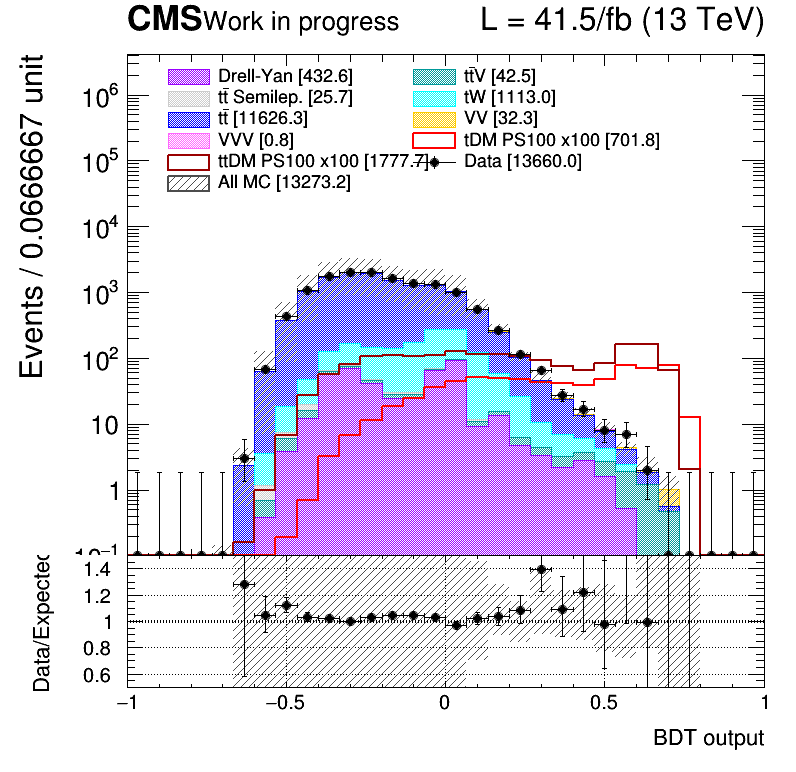 CMS Work in progress L = 41.5/fb (13 TeV)
Events / 0.0666667 unit
Drell-Yan [432.6] tt̄V [42.5]
tt̄ Semilep. [25.7] tW [1113.0]
tt̄ [11626.3] VV [32.3]
VVV [0.8] tDM PS100 x100 [701.8]
ttDM PS100 x100 [1777.7] Data [13660.0]
All MC [13273.2]
10⁶
10⁵
10⁴
10³
10²
10
1
10⁻¹
Data/Expected
1.4
1.2
1
0.8
0.6
−1 −0.5 0 0.5 1
BDT output